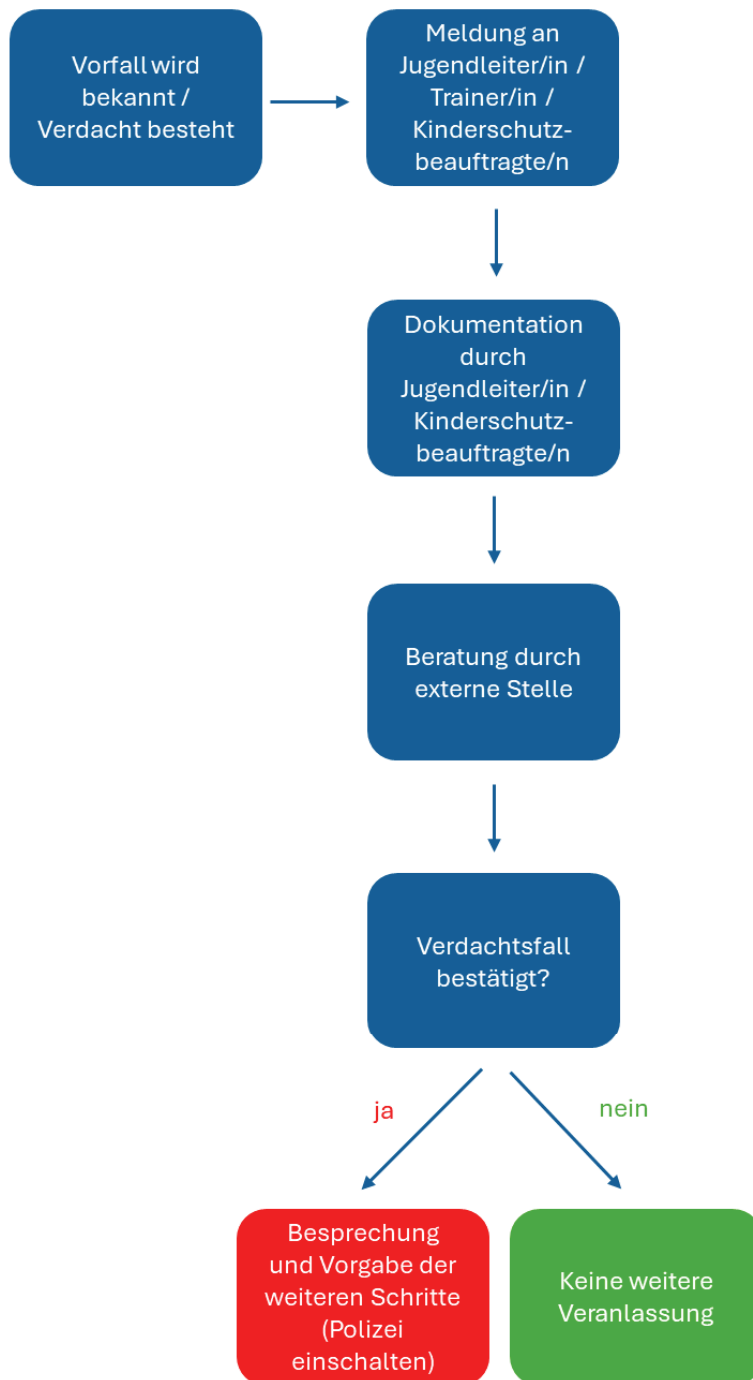 Vorfall wird
bekannt /
Verdacht besteht
Meldung an
Jugendleiter/in /
Trainer/in /
Kinderschutz-
beauftragte/n
Dokumentation
durch
Jugendleiter/in /
Kinderschutz-
beauftragte/n
Beratung durch
externe Stelle
Verdachtsfall
bestätigt?
ja
nein
Besprechung
und Vorgabe der
weiteren Schritte
(Polizei
einschalten)
Keine weitere
Veranlassung